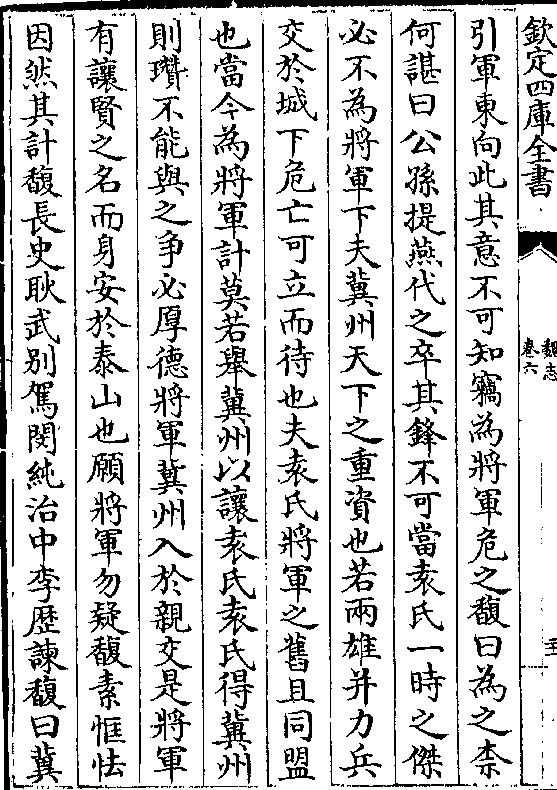 欽定四庫全書
魏志
卷六
引軍東向此其意不可知竊為將軍危之馥曰為之柰
何諶曰公孫提燕代之卒其鋒不可當袁氏一時之傑
必不為將軍下夫冀州天下之重資也若兩雄并力兵
交於城下危亡可立而待也夫袁氏將軍之舊且同盟
也當今為將軍計莫若舉冀州以讓袁氏袁氏得冀州
則瓚不能與之爭必厚德將軍冀州入於親交是將軍
有讓賢之名而身安於泰山也願將軍勿疑馥素恇怯
因然其計馥長史耿武别駕閔純治中李歴諫馥曰冀